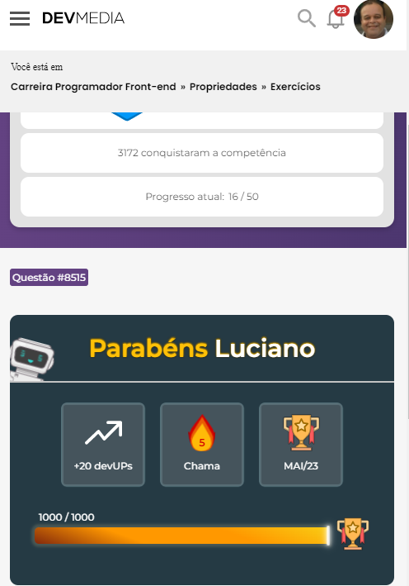 DEVMEDIA
23
Você está em
Carreira Programador Front-end » Propriedades » Exercícios
3172 conquistaram a competência
Progresso atual: 16 / 50
Questão #8515
Parabéns Luciano
+20 devUPs
5
Chama
MAI/23
1000 / 1000